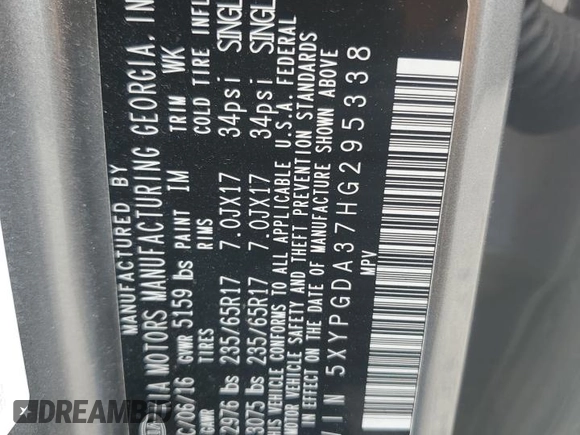 MANUFACTURED BY
IA MOTORS MANUFACTURING GEORGIA, IN
C/06/16 GVWR 5159 lbs PAINT IM TRIM WK
GAWR TIRES RIMS COLD TIRE INFL
2976 lbs 235/65R17 7.0JX17 34psi SINGL
3075 lbs 235/65R17 7.0JX17 34psi SINGL
VEHICLE CONFORMS TO ALL APPLICABLE U.S.A. FEDERAL
MOTOR VEHICLE SAFETY AND THEFT PREVENTION STANDARDS
IN EFFECT ON THE DATE OF MANUFACTURE SHOWN ABOVE
VIN 5XYPGDA37HG295338
MPV
DREAMBID